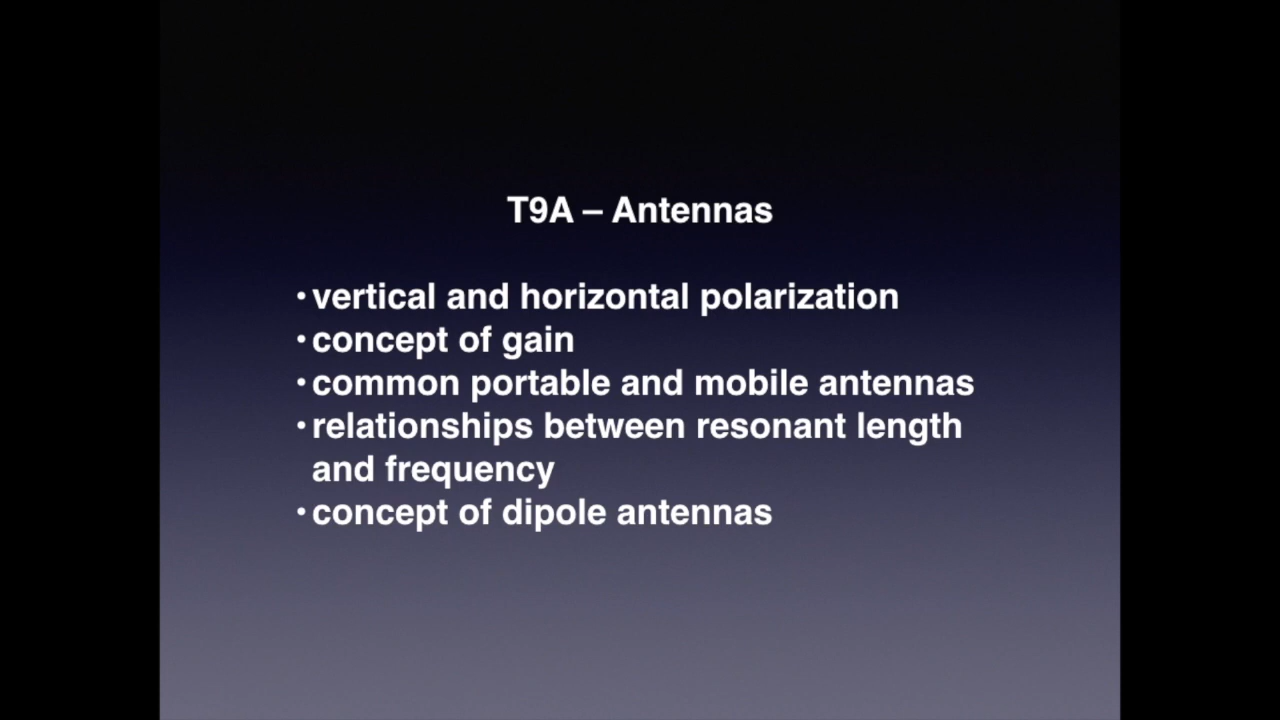 T9A – Antennas
• vertical and horizontal polarization
• concept of gain
• common portable and mobile antennas
• relationships between resonant length
and frequency
• concept of dipole antennas